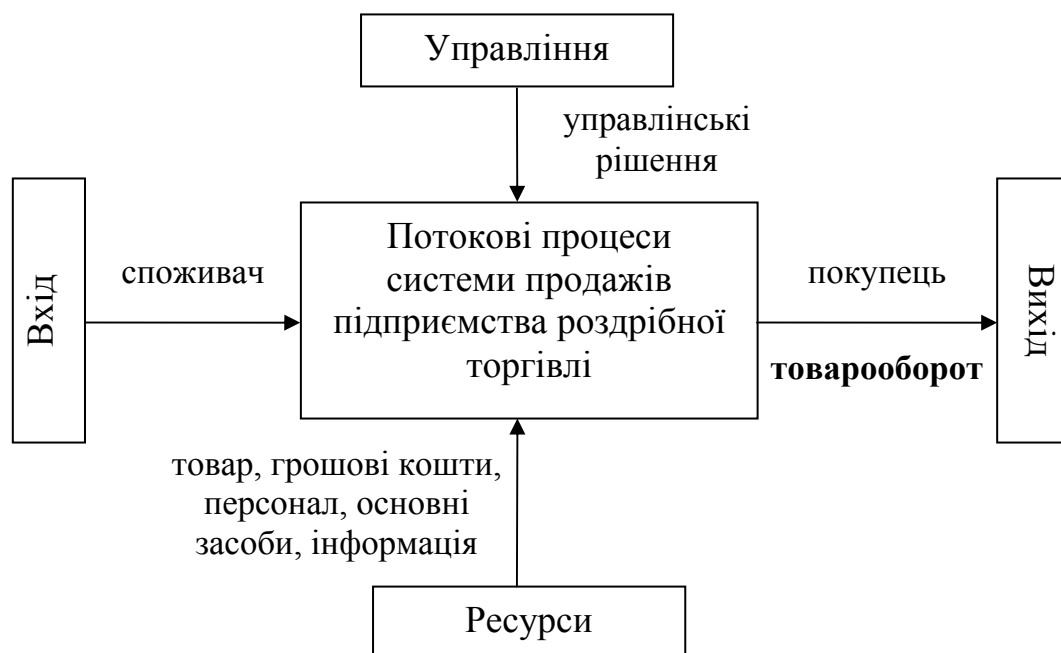 Управління
управлінські
рішення
Вхід
споживач
Потокові процеси
системи продажів
підприємства роздрібної
торгівлі
покупець
товарооборот
Вихід
товар, грошові кошти,
персонал, основні
засоби, інформація
Ресурси